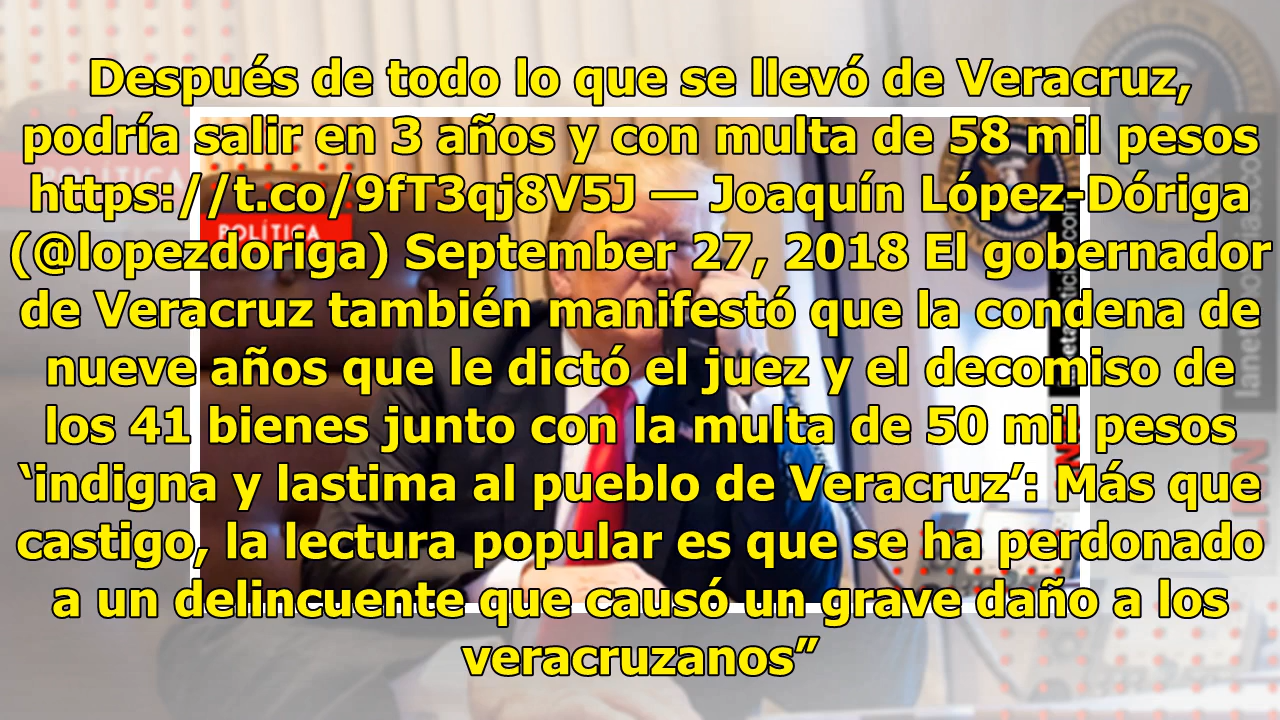 Después de todo lo que se llevó de Veracruz,
podría salir en 3 años y con multa de 58 mil pesos
https://t.co/9fT3qj8V5J — Joaquín López-Dóriga
(@lopezdoriga) September 27, 2018 El gobernador
de Veracruz también manifestó que la condena de
nueve años que le dictó el juez y el decomiso de
los 41 bienes junto con la multa de 50 mil pesos
‘indigna y lastima al pueblo de Veracruz’: Más que
castigo, la lectura popular es que se ha perdonado
a un delincuente que causó un grave daño a los
veracruzanos”
POLÍTICA
POLÍTICA